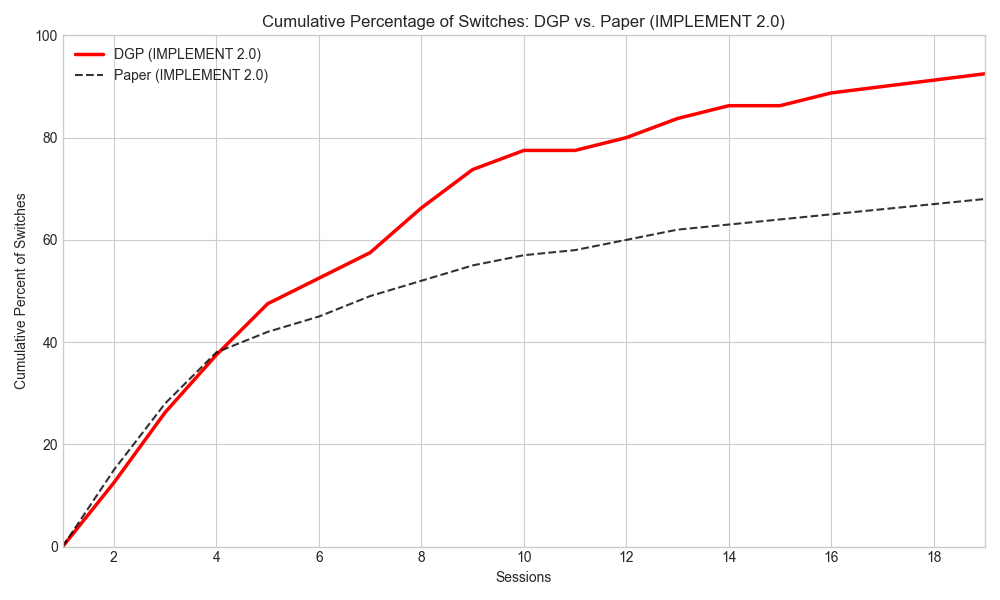 Cumulative Percentage of Switches: DGP vs. Paper (IMPLEMENT 2.0)
DGP (IMPLEMENT 2.0)
Paper (IMPLEMENT 2.0)
Cumulative Percent of Switches
100
80
60
40
20
0
2 4 6 8 10 12 14 16 18
Sessions